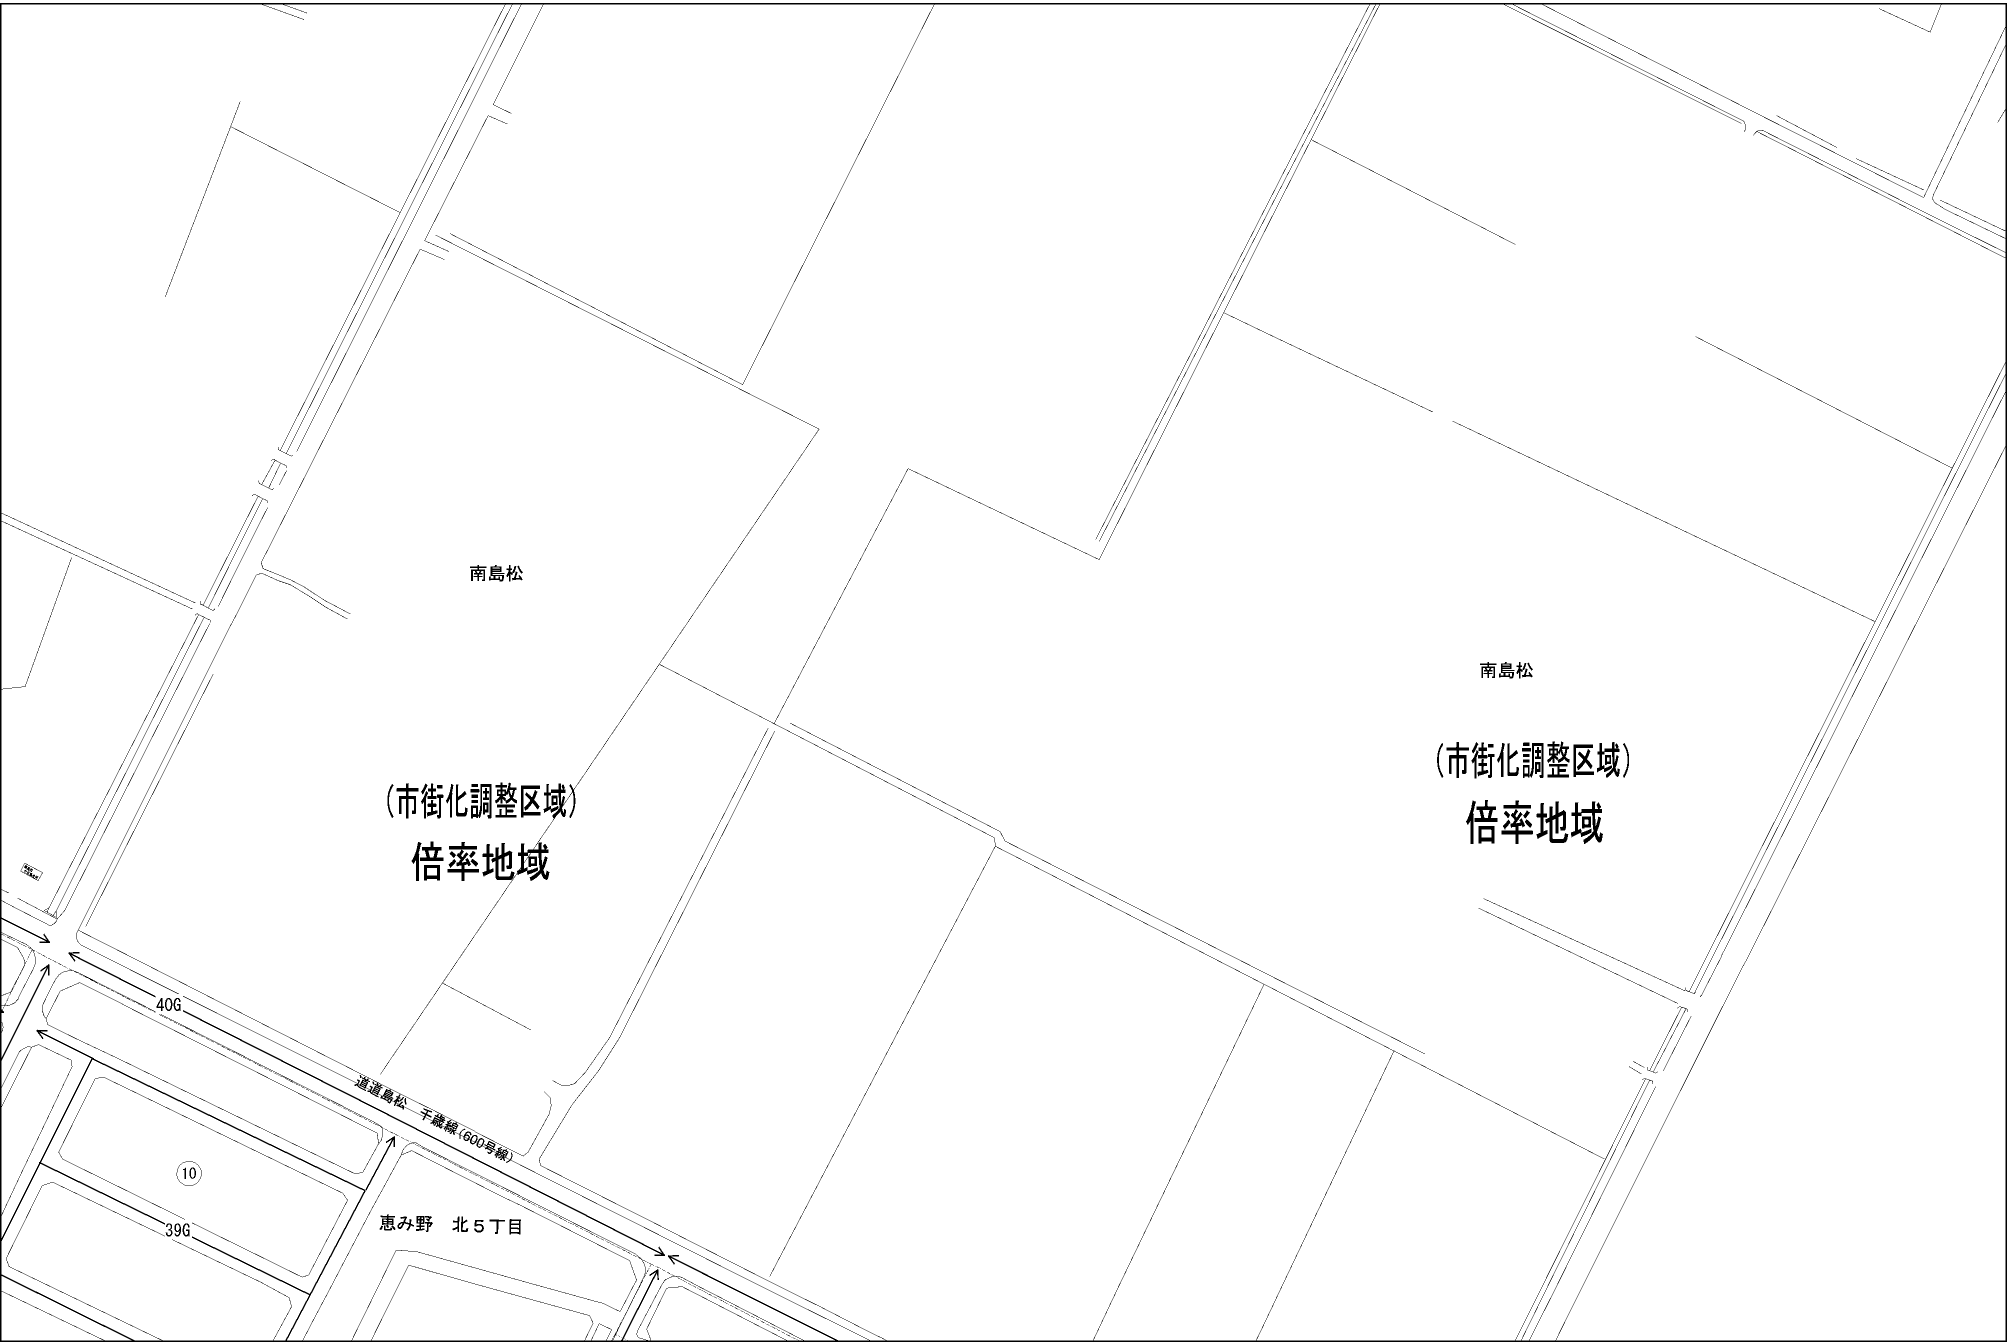 南島松
南島松
(市街化調整区域)
倍率地域
(市街化調整区域)
倍率地域
40G
道道島松 千歳線(600号線)
10
39G
恵み野 北5丁目